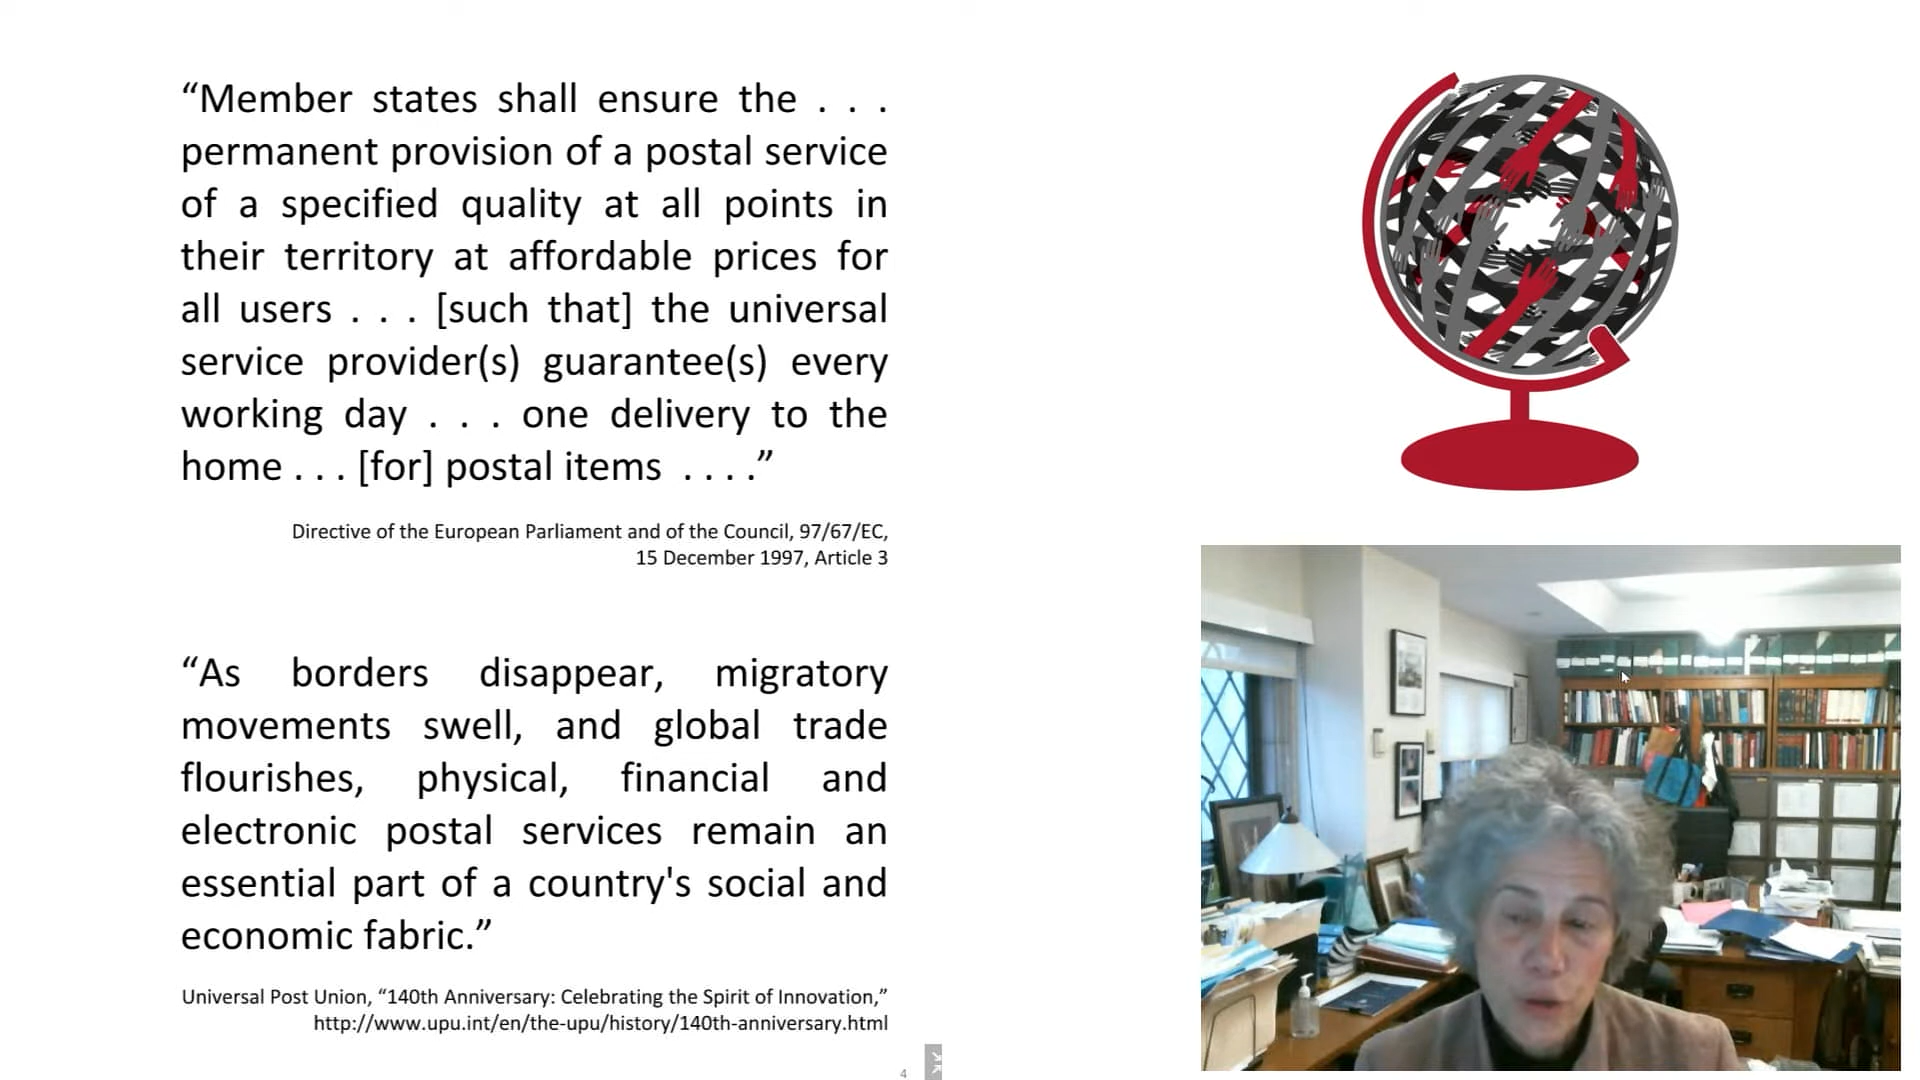 “Member states shall ensure the . . .
permanent provision of a postal service
of a specified quality at all points in
their territory at affordable prices for
all users . . . [such that] the universal
service provider(s) guarantee(s) every
working day . . . one delivery to the
home . . . [for] postal items . . . .”
Directive of the European Parliament and of the Council, 97/67/EC,
15 December 1997, Article 3
“As borders disappear, migratory
movements swell, and global trade
flourishes, physical, financial and
electronic postal services remain an
essential part of a country's social and
economic fabric.”
Universal Post Union, “140th Anniversary: Celebrating the Spirit of Innovation,”
http://www.upu.int/en/the-upu/history/140th-anniversary.html
4